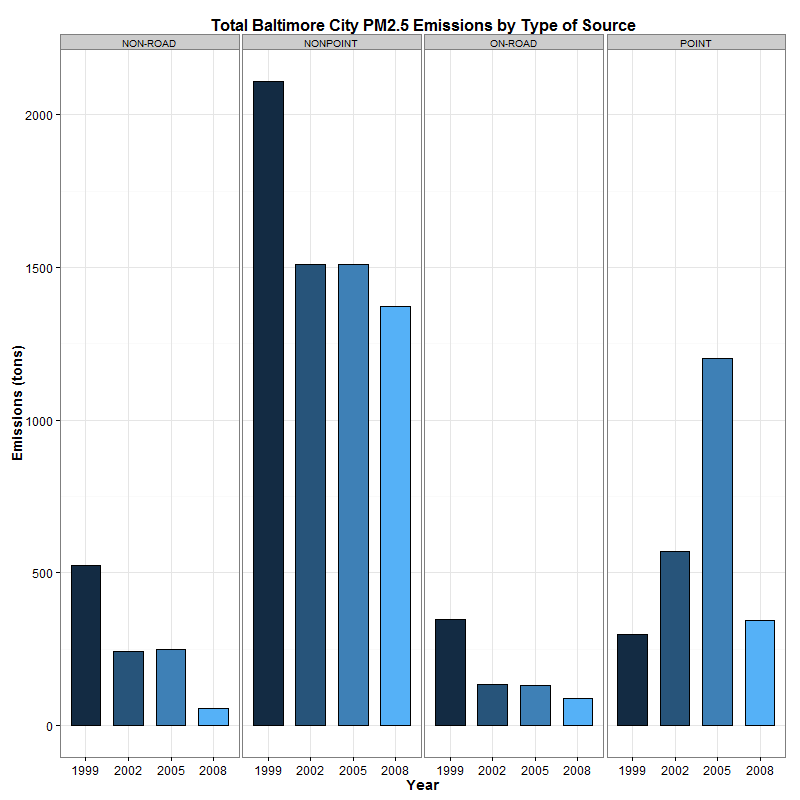 Total Baltimore City PM2.5 Emissions by Type of Source
NON-ROAD NONPOINT ON-ROAD POINT
2000
1500
1000
500
0
Emissions (tons)
1999 2002 2005 2008 1999 2002 2005 2008 1999 2002 2005 2008 1999 2002 2005 2008
Year